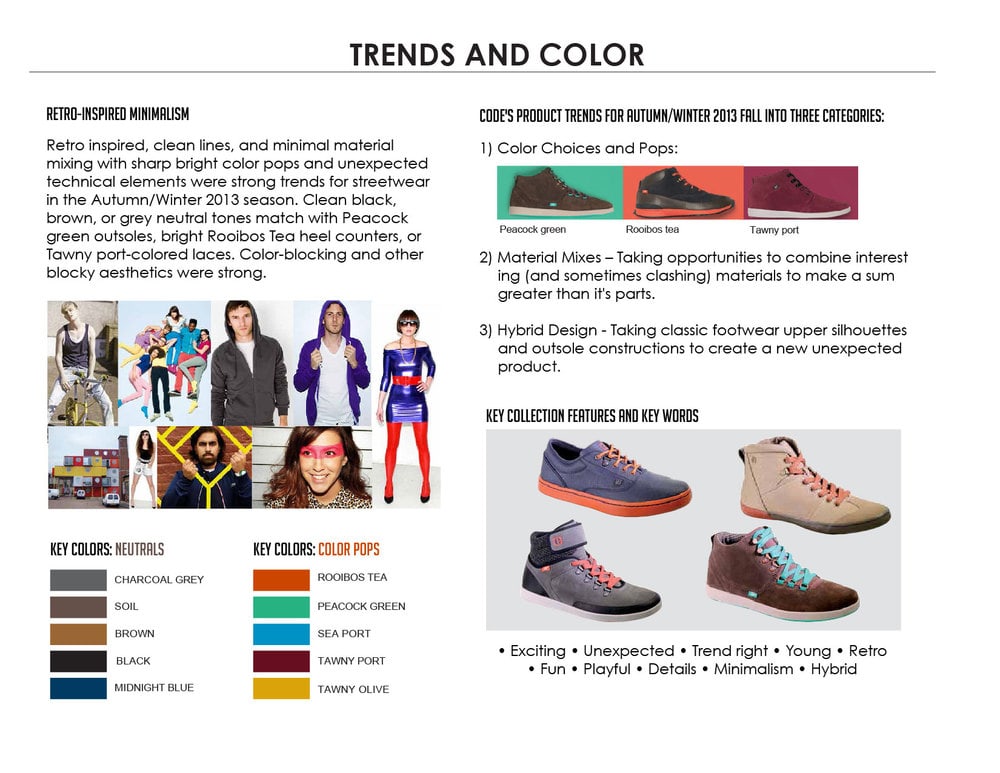 TRENDS AND COLOR
RETRO-INSPIRED MINIMALISM
Retro inspired, clean lines, and minimal material
mixing with sharp bright color pops and unexpected
technical elements were strong trends for streetwear
in the Autumn/Winter 2013 season. Clean black,
brown, or grey neutral tones match with Peacock
green outsoles, bright Rooibos Tea heel counters, or
Tawny port-colored laces. Color-blocking and other
blocky aesthetics were strong.
KEY COLORS: NEUTRALS
CHARCOAL GREY
SOIL
BROWN
BLACK
MIDNIGHT BLUE
KEY COLORS: COLOR POPS
ROOIBOS TEA
PEACOCK GREEN
SEA PORT
TAWNY PORT
TAWNY OLIVE
CODE'S PRODUCT TRENDS FOR AUTUMN/WINTER 2013 FALL INTO THREE CATEGORIES:
1) Color Choices and Pops:
Peacock green
Rooibos tea
Tawny port
2) Material Mixes – Taking opportunities to combine interest
ing (and sometimes clashing) materials to make a sum
greater than it's parts.
3) Hybrid Design - Taking classic footwear upper silhouettes
and outsole constructions to create a new unexpected
product.
KEY COLLECTION FEATURES AND KEY WORDS
• Exciting • Unexpected • Trend right • Young • Retro
• Fun • Playful • Details • Minimalism • Hybrid